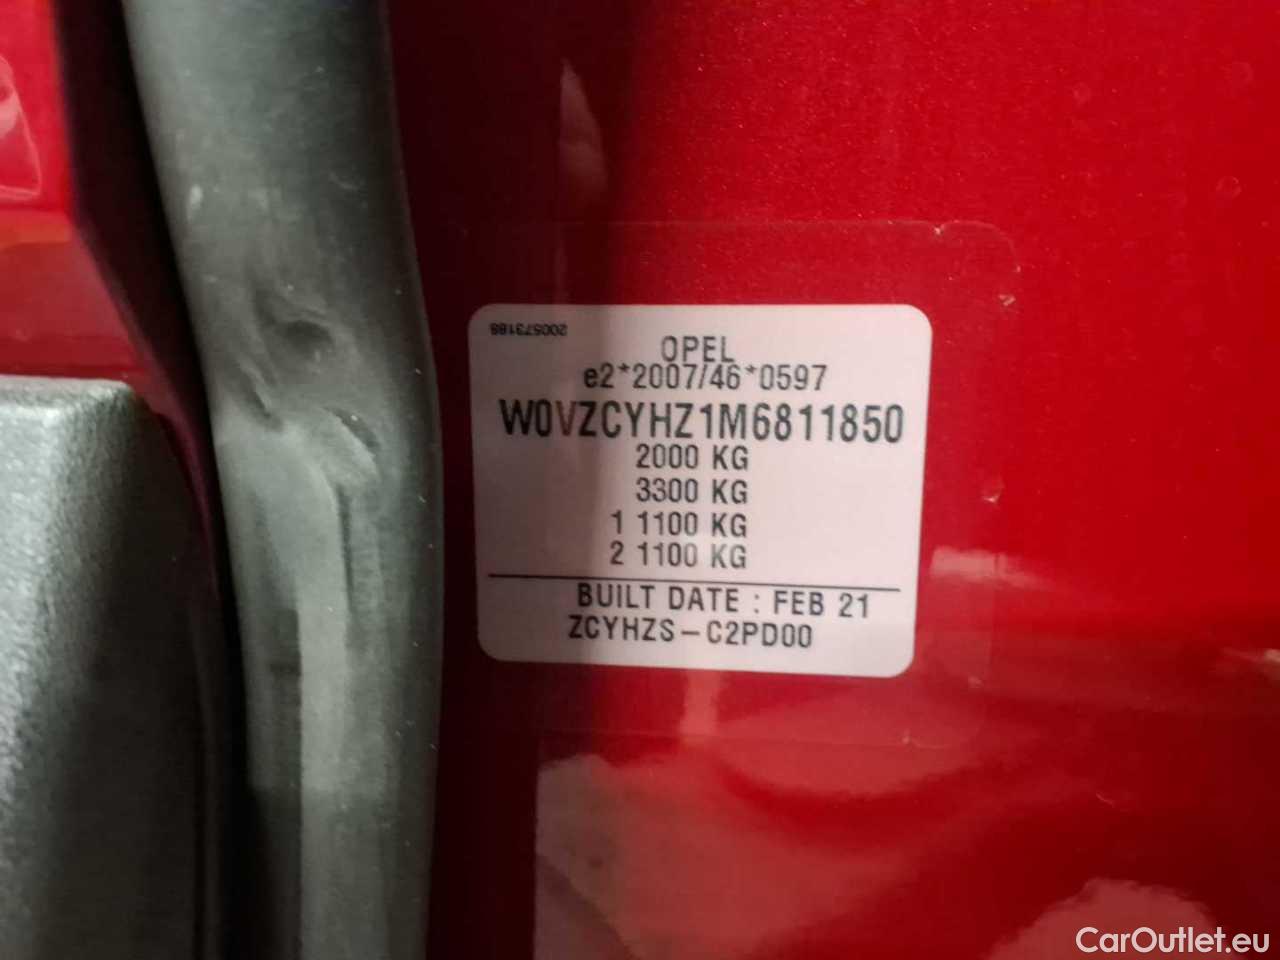 200573188
OPEL
e2*2007/46*0597
W0VZCYHZ1M6811850
2000 KG
3300 KG
1 1100 KG
2 1100 KG
BUILT DATE : FEB 21
ZCYHZS-C2PD00
CarOutlet.eu